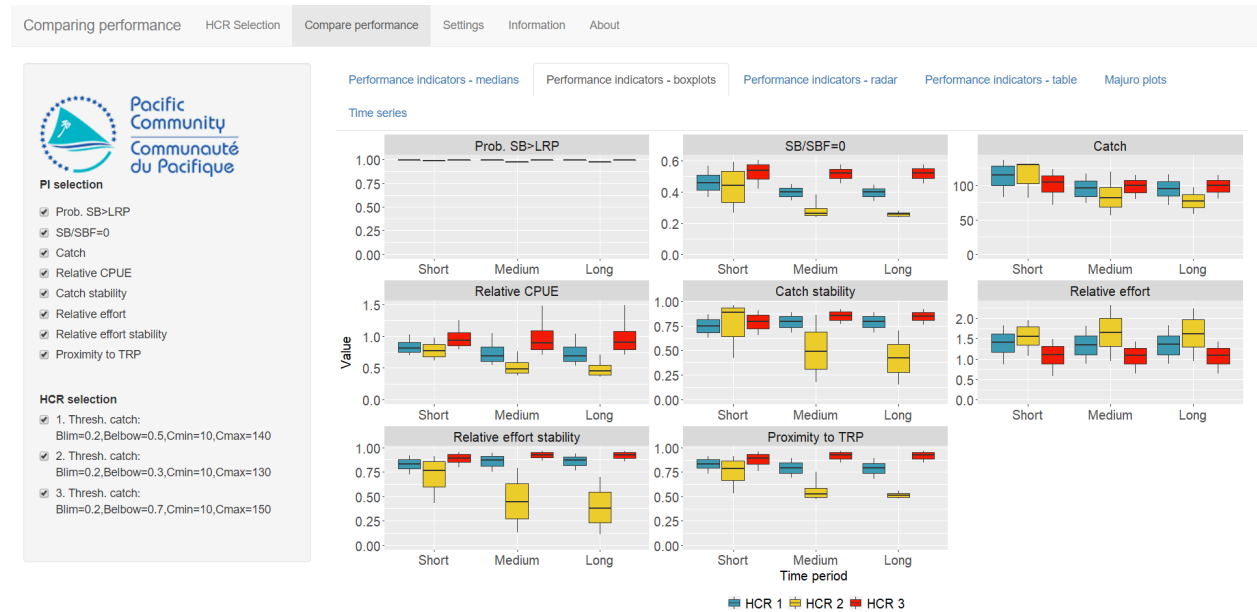 Comparing performance HCR Selection Compare performance Settings Information About
Pacific
Community
Communauté
du Pacifique
PI selection
Prob. SB>LRP
SB/SBF=0
Catch
Relative CPUE
Catch stability
Relative effort
Relative effort stability
Proximity to TRP
HCR selection
1. Thresh. catch:
Blim=0.2,Belbow=0.5,Cmin=10,Cmax=140
2. Thresh. catch:
Blim=0.2,Belbow=0.3,Cmin=10,Cmax=130
3. Thresh. catch:
Blim=0.2,Belbow=0.7,Cmin=10,Cmax=150
Performance indicators - medians Performance indicators - boxplots Performance indicators - radar Performance indicators - table Majuro plots
Time series
Prob. SB>LRP
1.00
0.75
0.50
0.25
0.00
Short Medium Long
SB/SBF=0
0.6
0.4
0.2
0.0
Short Medium Long
Catch
100
50
0
Short Medium Long
Value
Relative CPUE
1.5
1.0
0.5
0.0
Short Medium Long
Catch stability
1.00
0.75
0.50
0.25
0.00
Short Medium Long
Relative effort
2.0
1.5
1.0
0.5
0.0
Short Medium Long
Relative effort stability
1.00
0.75
0.50
0.25
0.00
Short Medium Long
Proximity to TRP
1.00
0.75
0.50
0.25
0.00
Short Medium Long
Time period
HCR 1 HCR 2 HCR 3